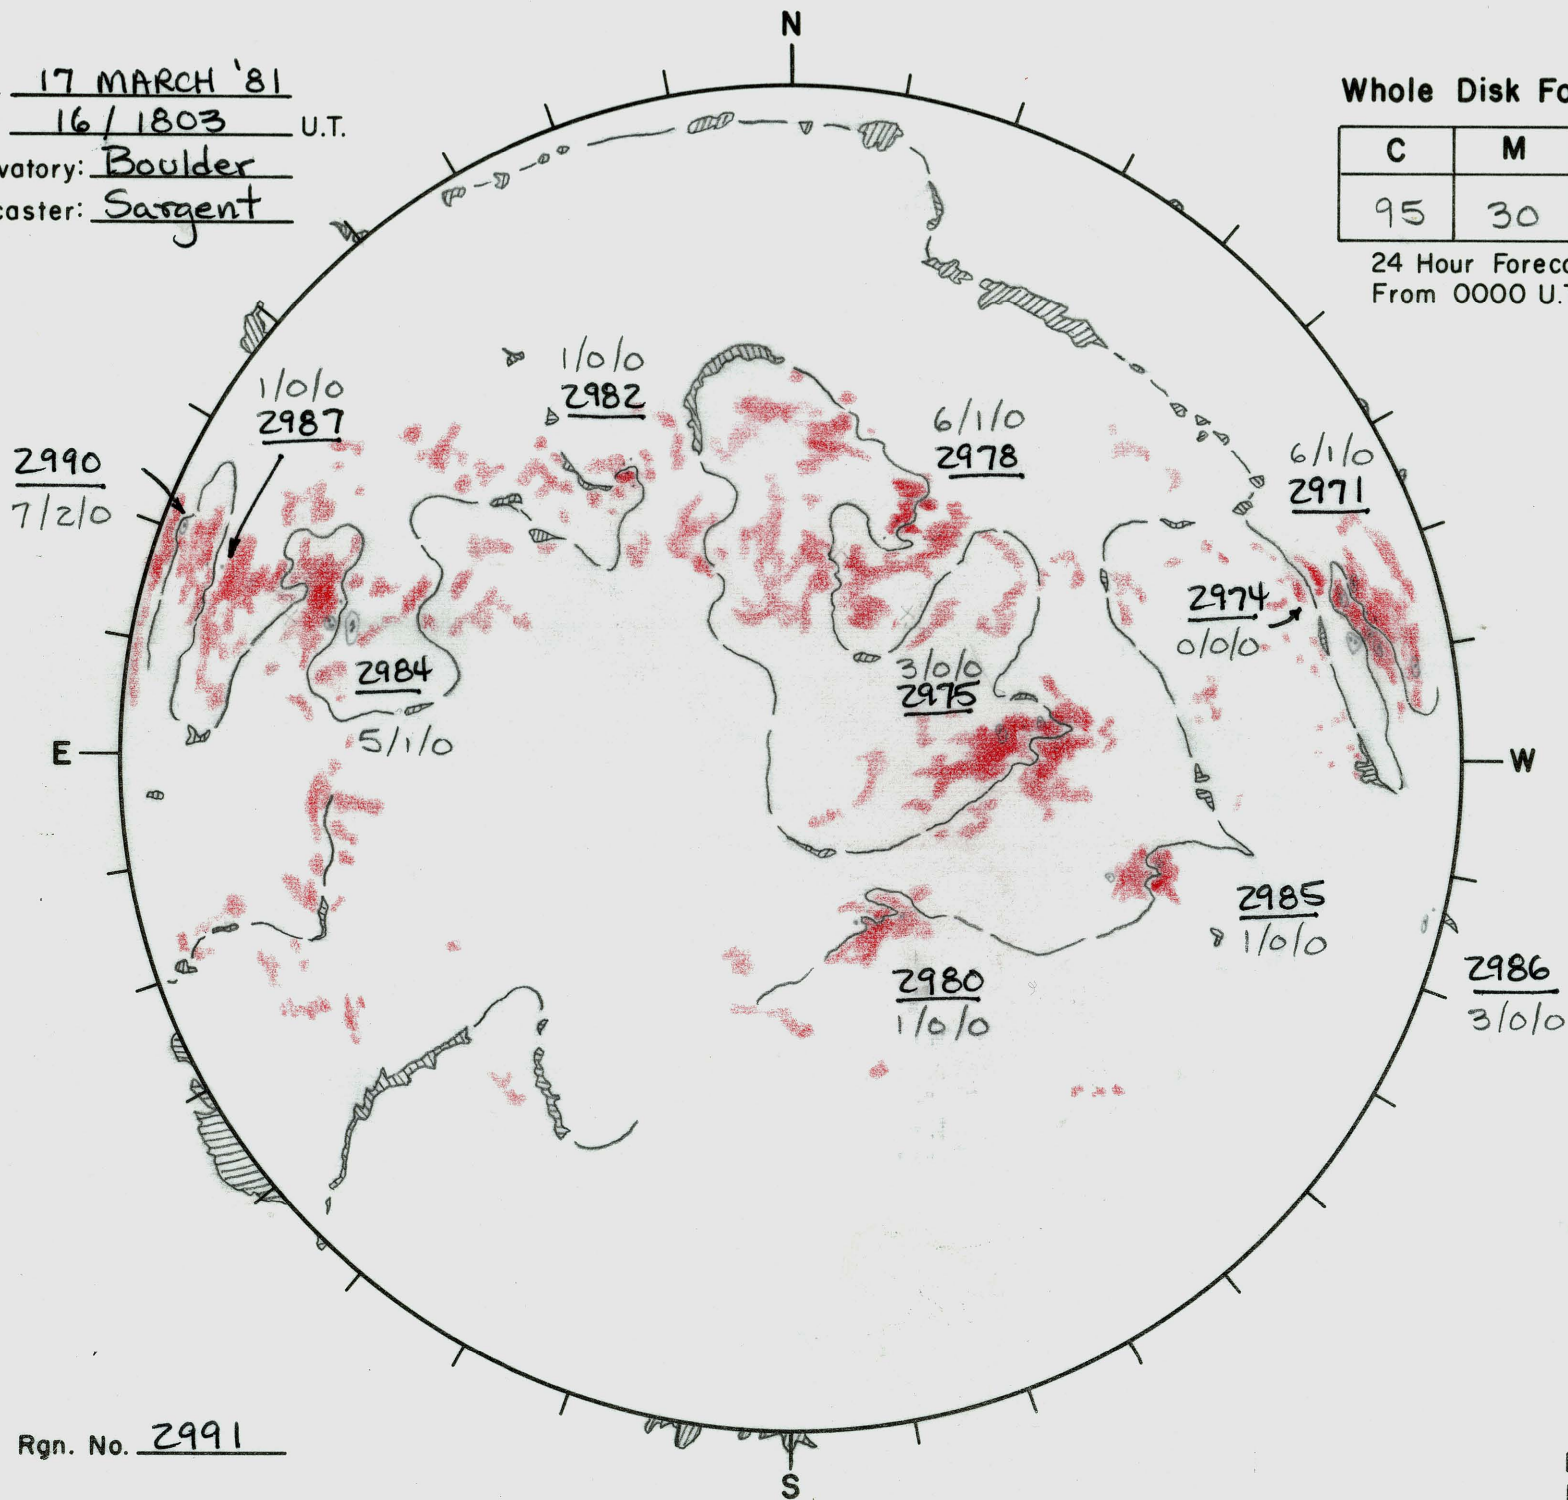 N
17 MARCH '81
16/1803 U.T.
vatory: Boulder
caster: Sargent
Whole Disk Fo
C M
95 30
24 Hour Foreca
From 0000 U.T
1/0/0
2982
1/0/0
2987
6/1/0
2978
6/1/0
2971
2990
7/2/0
2974
0/0/0
3/0/0
2975
2984
5/1/0
E
W
2985
1/0/0
2986
3/0/0
2980
1/0/0
Rgn. No. 2991
S